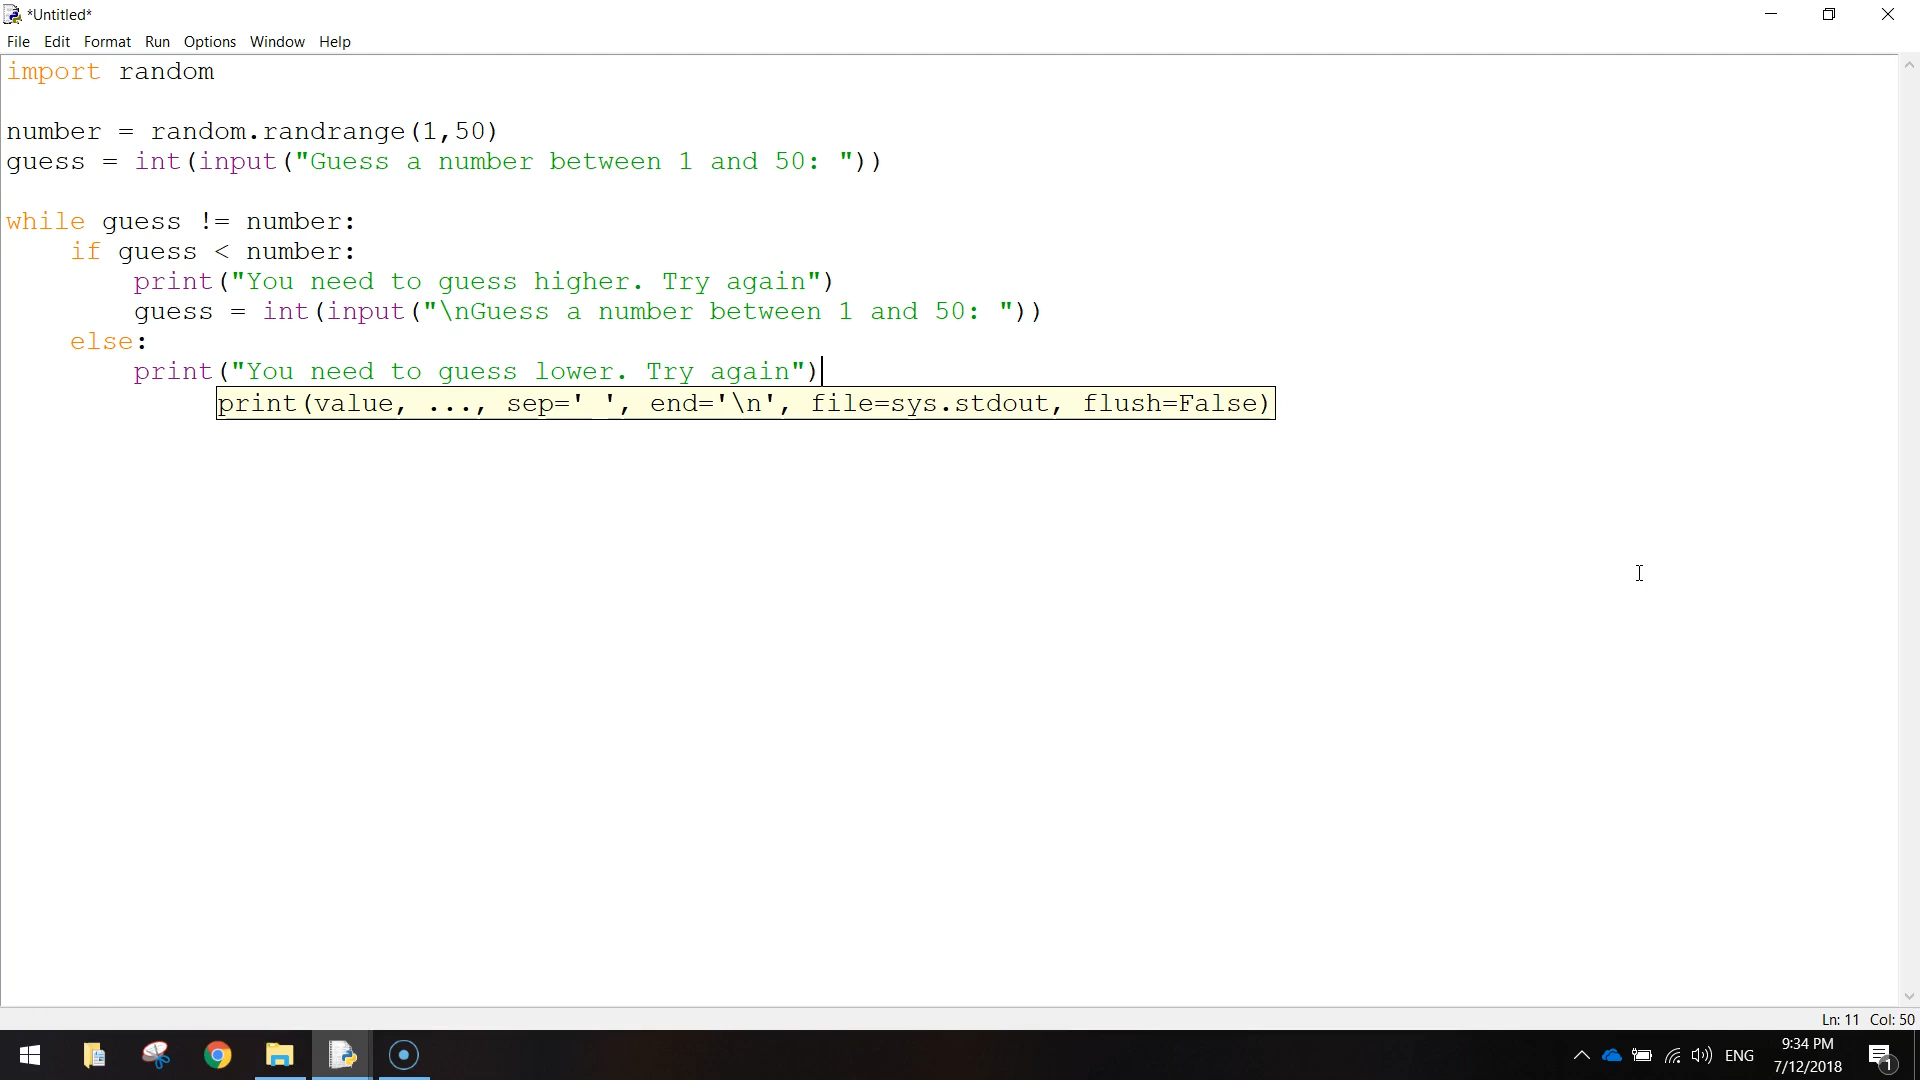 *Untitled*
File Edit Format Run Options Window Help
import random
number = random.randrange(1,50)
guess = int(input("Guess a number between 1 and 50: "))
while guess != number:
    if guess < number:
        print("You need to guess higher. Try again")
        guess = int(input("\nGuess a number between 1 and 50: "))
    else:
        print("You need to guess lower. Try again")
print(value, ..., sep=' ', end='\n', file=sys.stdout, flush=False)
Ln: 11 Col: 50
ENG
9:34 PM
7/12/2018
1